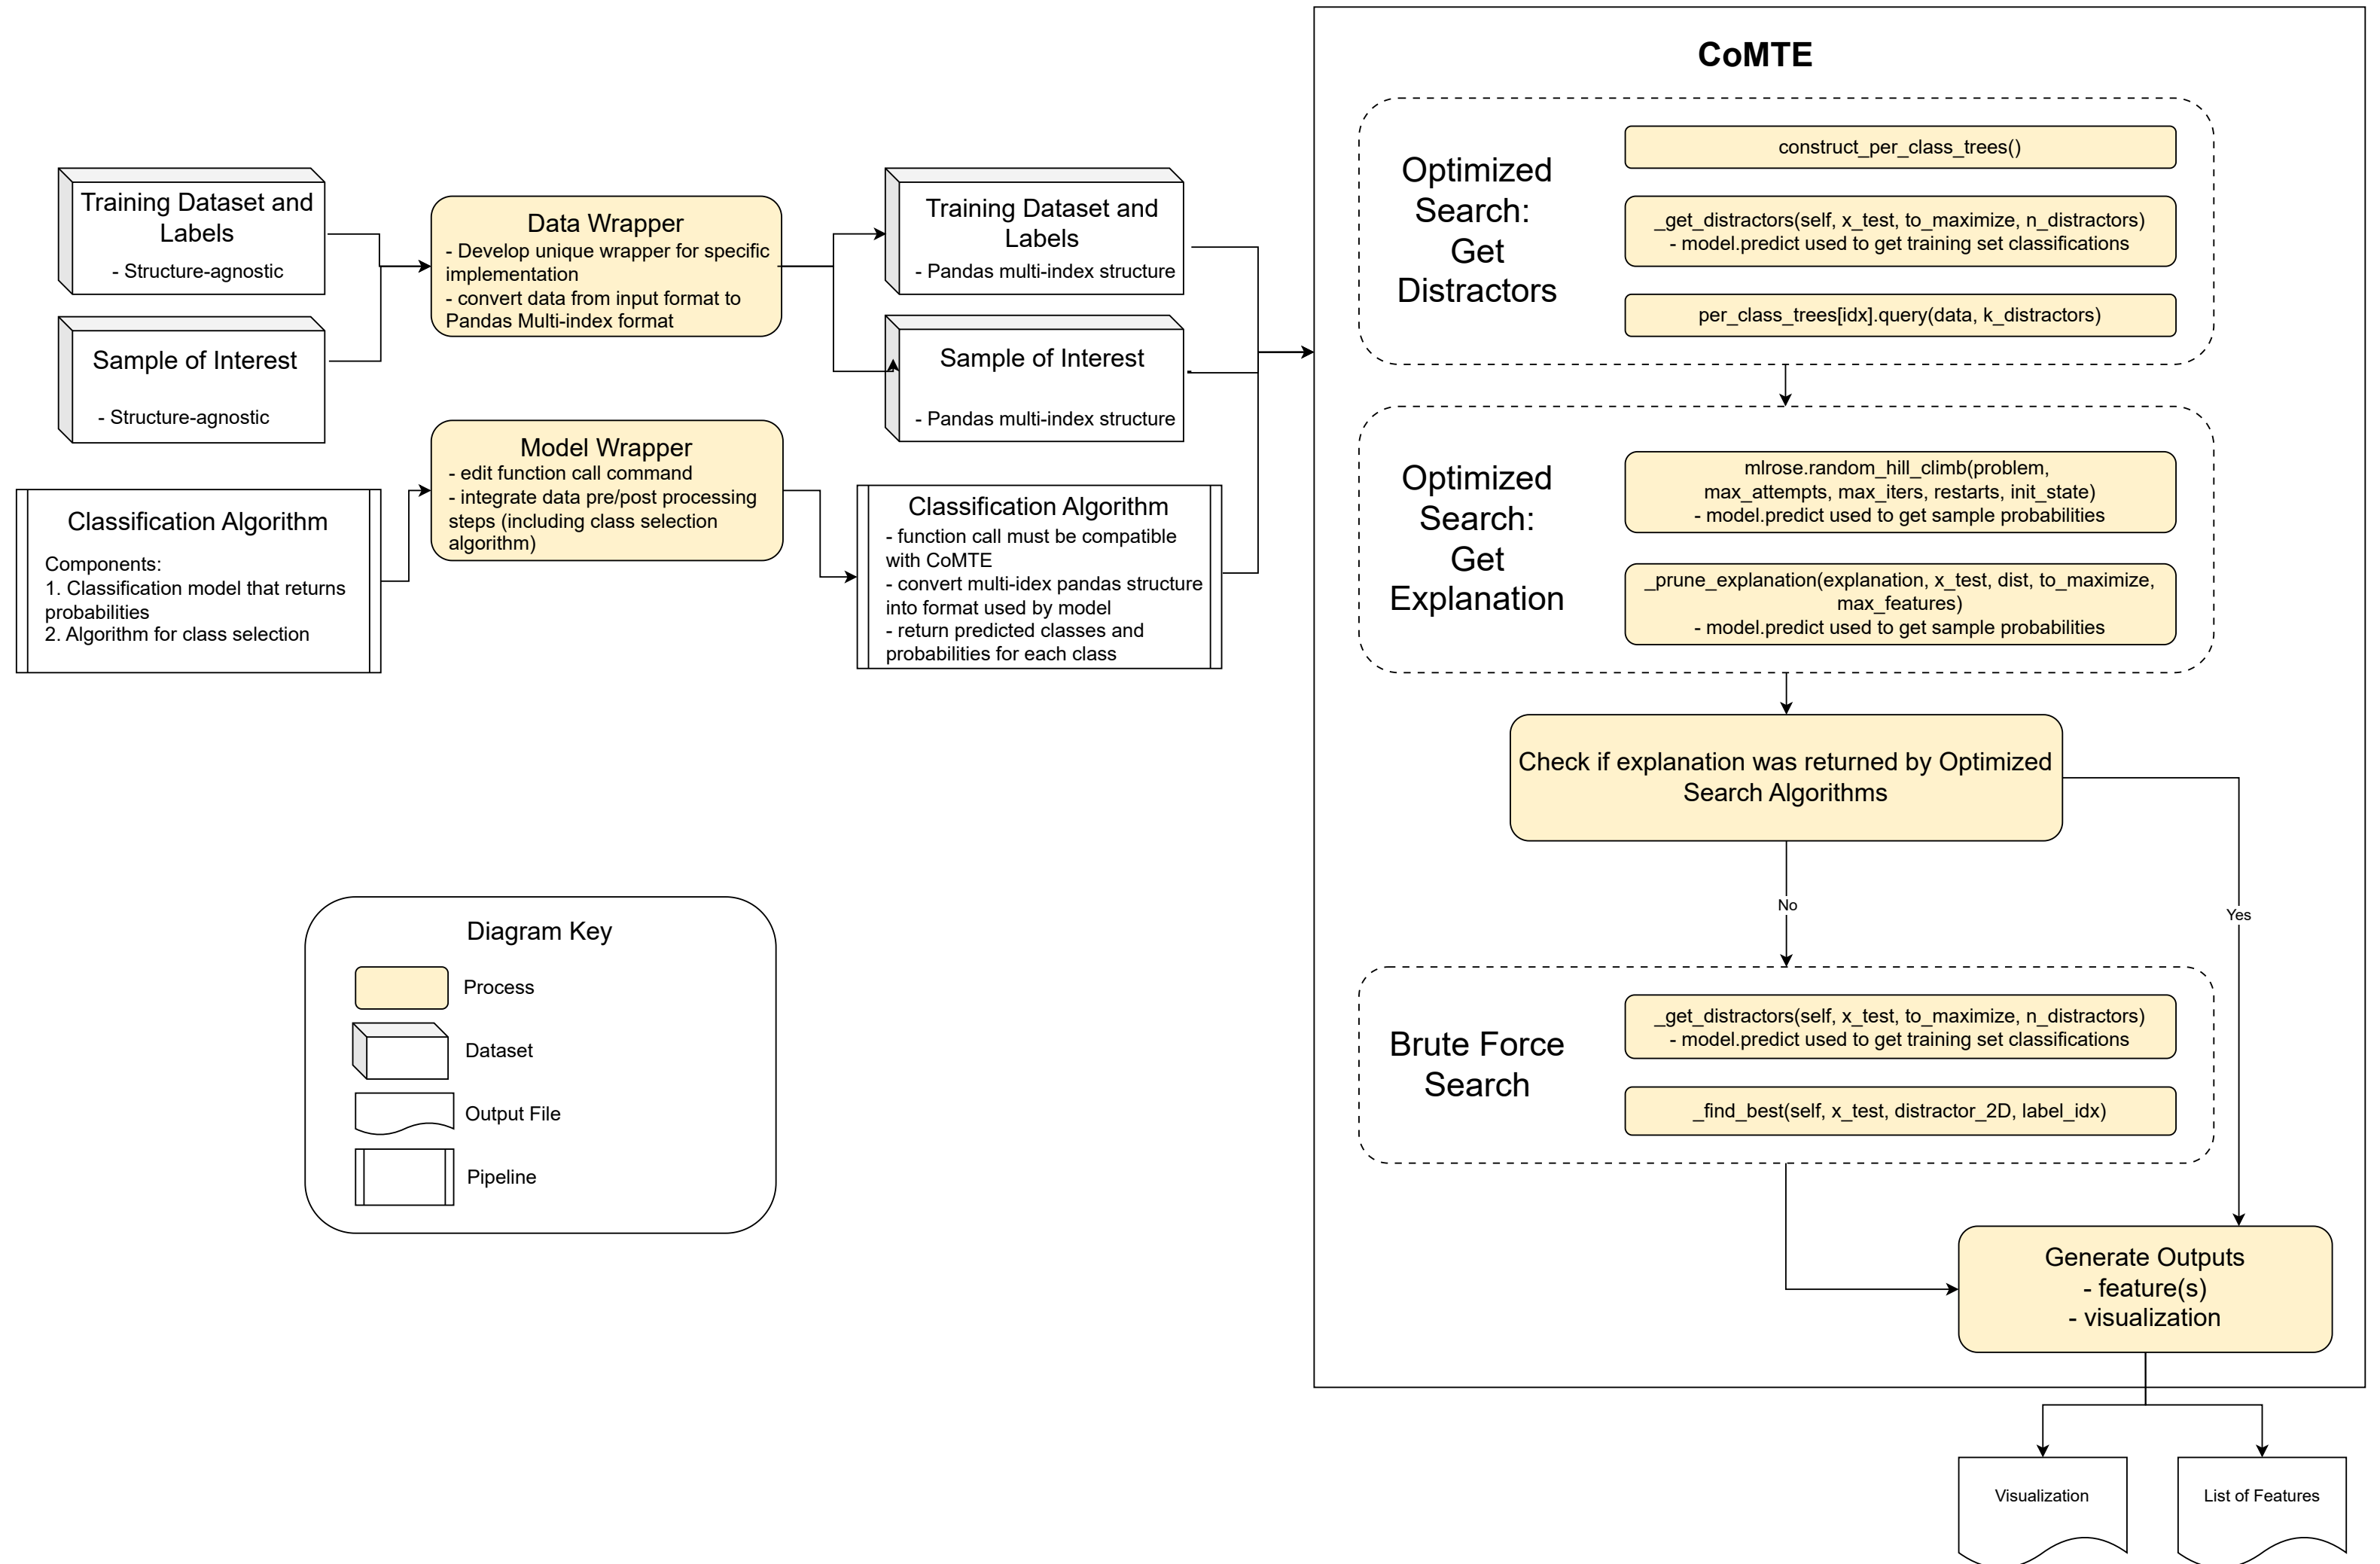 CoMTE
Training Dataset and
Labels
- Structure-agnostic
Sample of Interest
- Structure-agnostic
Classification Algorithm
Components:
1. Classification model that returns
probabilities
2. Algorithm for class selection
Data Wrapper
- Develop unique wrapper for specific
implementation
- convert data from input format to
Pandas Multi-index format
Model Wrapper
- edit function call command
- integrate data pre/post processing
steps (including class selection
algorithm)
Training Dataset and
Labels
- Pandas multi-index structure
Sample of Interest
- Pandas multi-index structure
Classification Algorithm
- function call must be compatible
with CoMTE
- convert multi-idex pandas structure
into format used by model
- return predicted classes and
probabilities for each class
Optimized
Search:
Get
Distractors
construct_per_class_trees()
_get_distractors(self, x_test, to_maximize, n_distractors)
- model.predict used to get training set classifications
per_class_trees[idx].query(data, k_distractors)
Optimized
Search:
Get
Explanation
mlrose.random_hill_climb(problem,
max_attempts, max_iters, restarts, init_state)
- model.predict used to get sample probabilities
_prune_explanation(explanation, x_test, dist, to_maximize,
max_features)
- model.predict used to get sample probabilities
Check if explanation was returned by Optimized
Search Algorithms
No
Yes
Brute Force
Search
_get_distractors(self, x_test, to_maximize, n_distractors)
- model.predict used to get training set classifications
_find_best(self, x_test, distractor_2D, label_idx)
Generate Outputs
- feature(s)
- visualization
Visualization
List of Features
Diagram Key
Process
Dataset
Output File
Pipeline